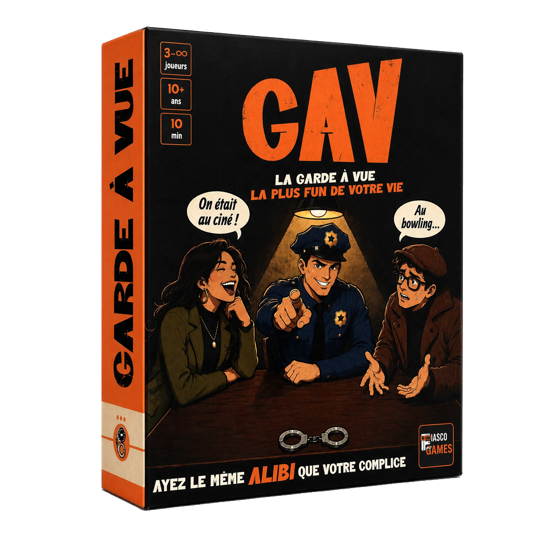 GARDE À VUE
3-∞
joueurs
10+
ans
10
min
GAV
LA GARDE À VUE
LA PLUS FUN DE VOTRE VIE
On était
au ciné !
Au
bowling...
AYEZ LE MÊME ALIBI QUE VOTRE COMPLICE
IASCO
GAMES